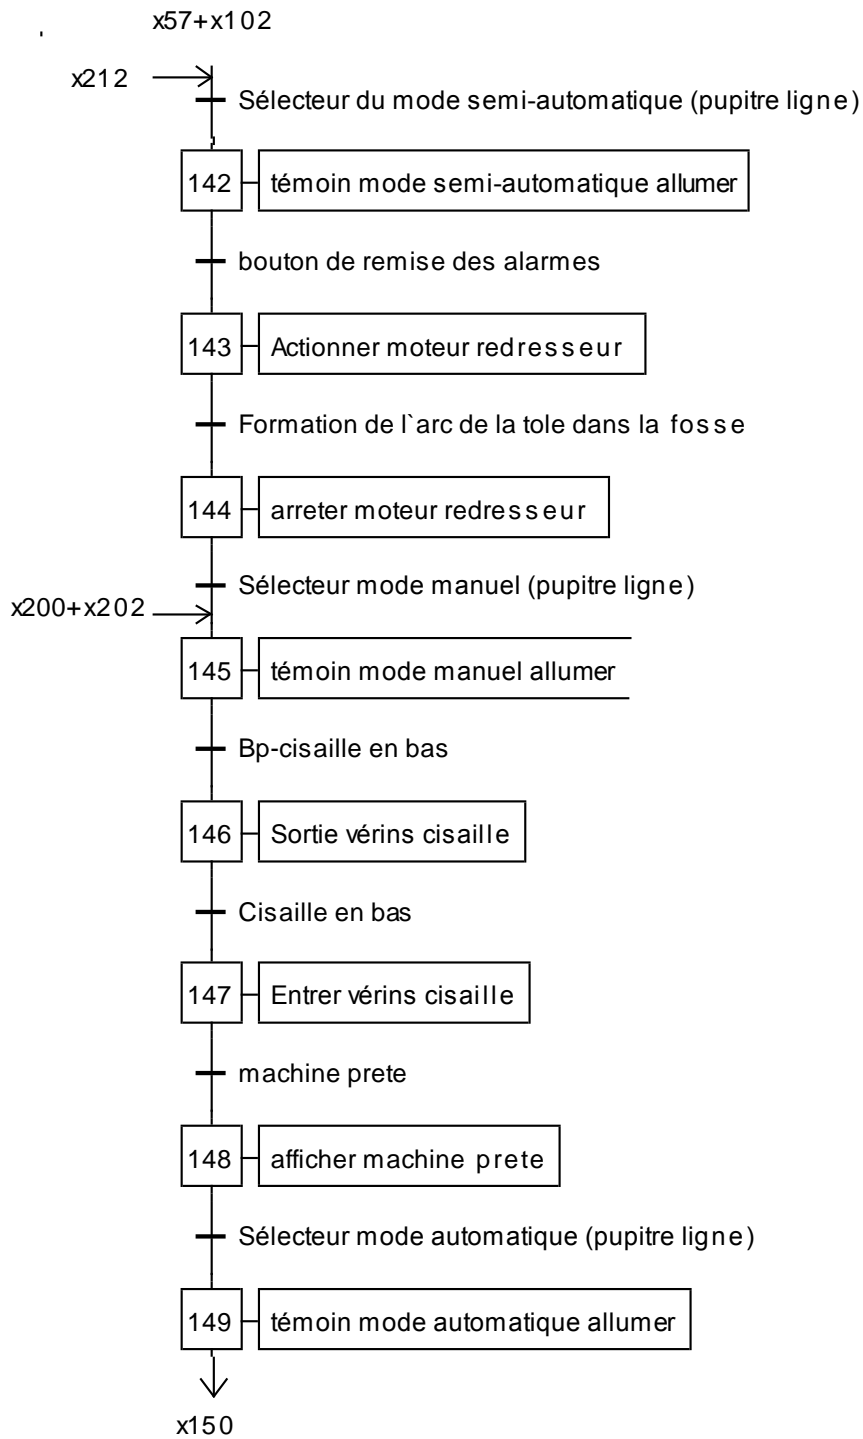 x57+x102
x212
Sélecteur du mode semi-automatique (pupitre ligne)
142 témoin mode semi-automatique allumer
bouton de remise des alarmes
143 Actionner moteur redresseur
Formation de l`arc de la tole dans la fosse
144 arreter moteur redresseur
Sélecteur mode manuel (pupitre ligne)
x200+x202
145 témoin mode manuel allumer
Bp-cisaille en bas
146 Sortie vérins cisaille
Cisaille en bas
147 Entrer vérins cisaille
machine prete
148 afficher machine prete
Sélecteur mode automatique (pupitre ligne)
149 témoin mode automatique allumer
x150